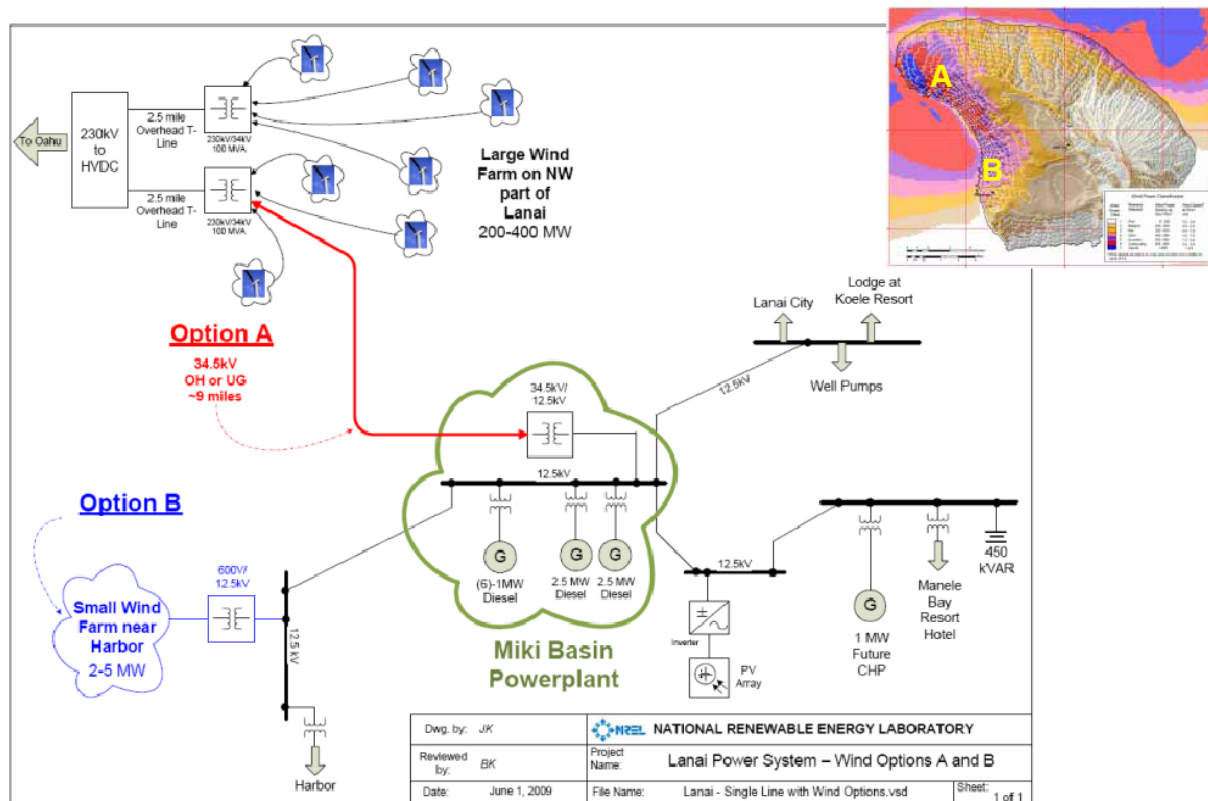 To Oahu
230kV
to
HVDC
2.5 mile
Overhead T-
Line
230kV/34kV
100 MVA.
2.5 mile
Overhead T-
Line
230kV/34kV
100 MVA.
Large Wind
Farm on NW
part of
Lanai
200-400 MW
A
B
Option A
34.5kV
OH or UG
~9 miles
Lanai City
Lodge at
Koele Resort
Well Pumps
12.5kV
34.5kV/
12.5kV
12.5kV
G
G
G
(6)-1MW
Diesel
2.5 MW
Diesel
2.5 MW
Diesel
Miki Basin
Powerplant
Option B
Small Wind
Farm near
Harbor
2-5 MW
600V/
12.5kV
12.5 kV
Harbor
12.5kV
Inverter
PV
Array
G
1 MW
Future
CHP
Manele
Bay
Resort
Hotel
450
kVAR
Dwg. by: JK
NREL NATIONAL RENEWABLE ENERGY LABORATORY
Reviewed
by: BK
Project
Name: Lanai Power System – Wind Options A and B
Date: June 1, 2009
File Name: Lanai - Single Line with Wind Options.vsd
Sheet:
1 of 1